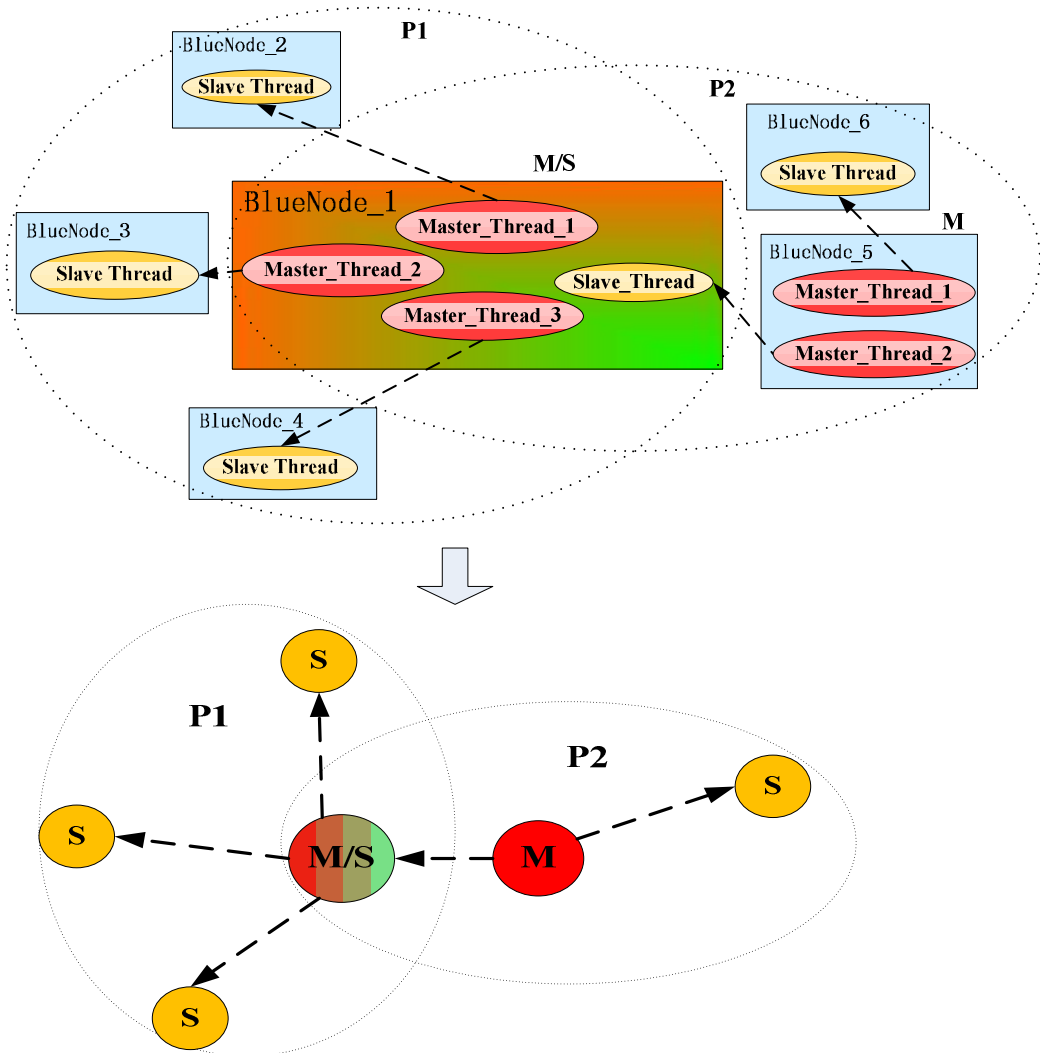 P1
BlueNode_2
Slave Thread
P2
BlueNode_6
Slave Thread
M/S
BlueNode_1
Master_Thread_1
Master_Thread_2
Slave_Thread
Master_Thread_3
BlueNode_3
Slave Thread
M
BlueNode_5
Master_Thread_1
Master_Thread_2
BlueNode_4
Slave Thread
S
P1
P2
S
S
M/S
M
S